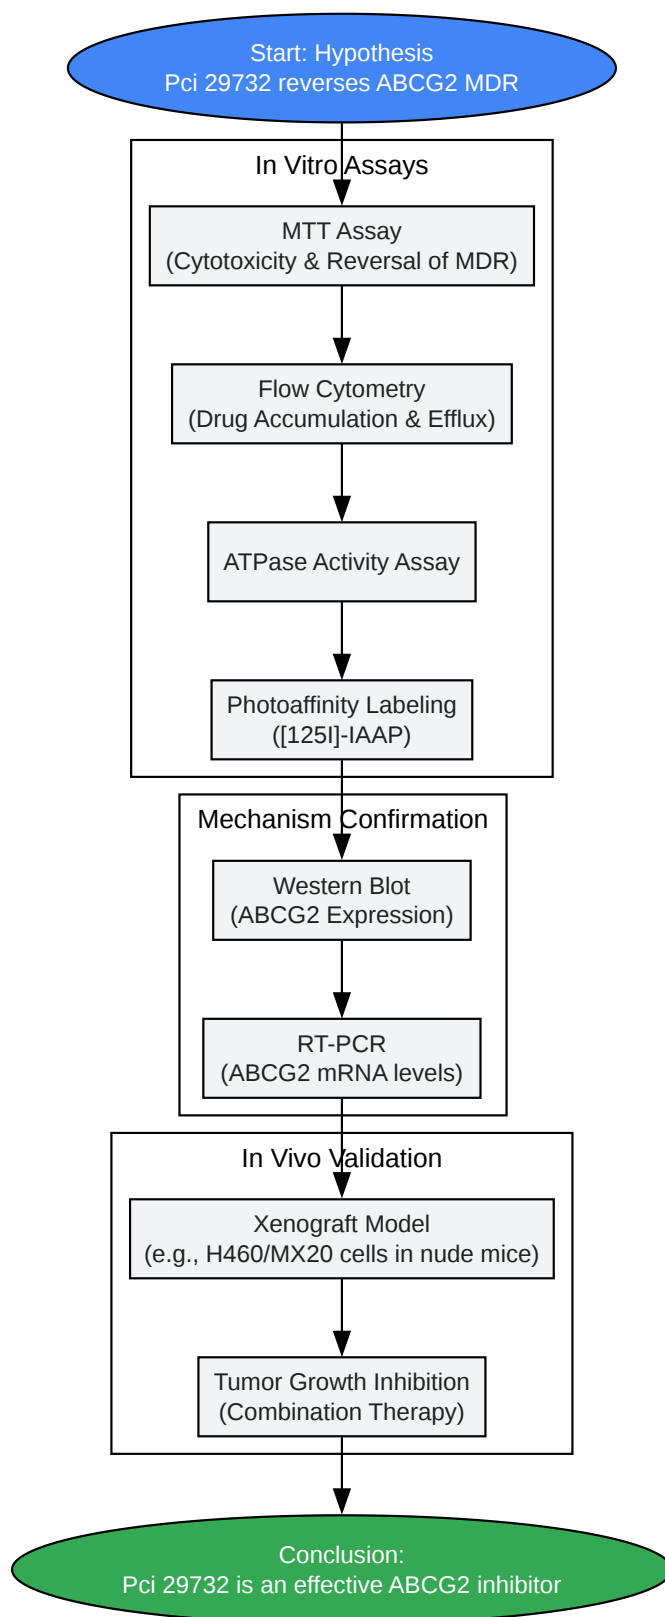 Start: Hypothesis
Pci 29732 reverses ABCG2 MDR
In Vitro Assays
MTT Assay
(Cytotoxicity & Reversal of MDR)
Flow Cytometry
(Drug Accumulation & Efflux)
ATPase Activity Assay
Photoaffinity Labeling
([125I]-IAAP)
Mechanism Confirmation
Western Blot
(ABCG2 Expression)
RT-PCR
(ABCG2 mRNA levels)
In Vivo Validation
Xenograft Model
(e.g., H460/MX20 cells in nude mice)
Tumor Growth Inhibition
(Combination Therapy)
Conclusion:
Pci 29732 is an effective ABCG2 inhibitor